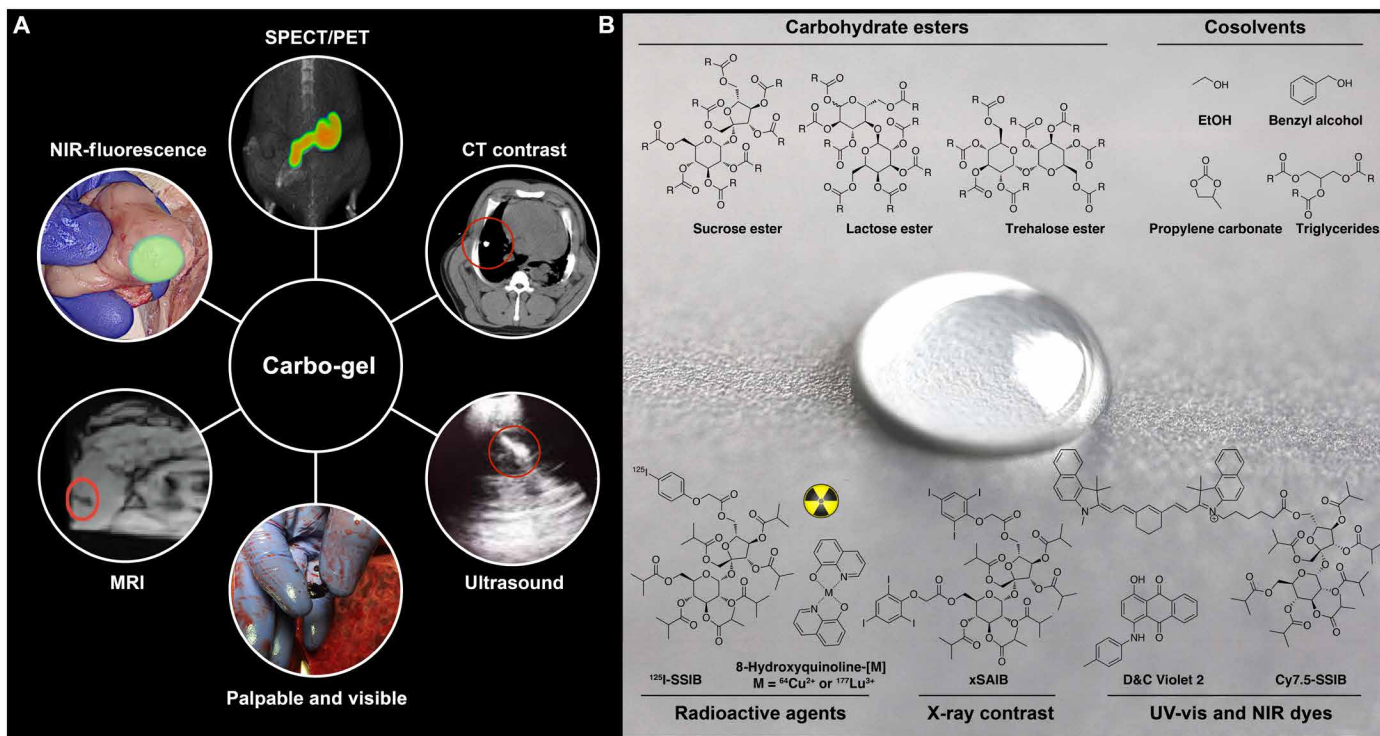 A
SPECT/PET
NIR-fluorescence
CT contrast
Carbo-gel
MRI
Ultrasound
Palpable and visible
B
Carbohydrate esters
Cosolvents
EtOH
Benzyl alcohol
Sucrose ester
Lactose ester
Trehalose ester
Propylene carbonate
Triglycerides
¹²⁵I-SSIB
8-Hydroxyquinoline-[M]
M = ⁶⁴Cu²⁺ or ¹⁷⁷Lu³⁺
xSAIB
D&C Violet 2
Cy7.5-SSIB
Radioactive agents
X-ray contrast
UV-vis and NIR dyes